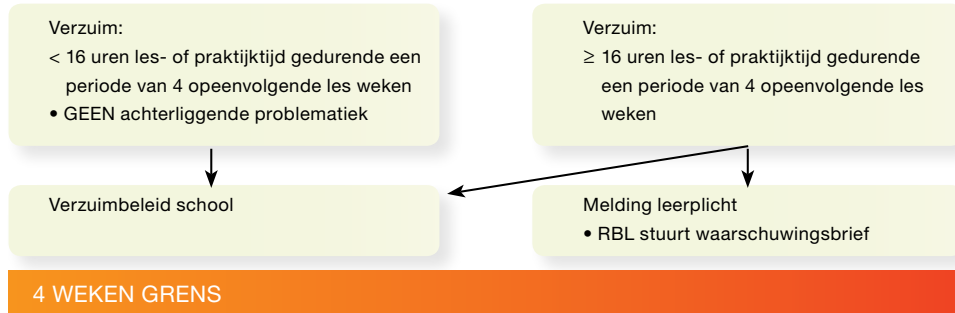 Verzuim:
< 16 uren les- of praktijktijd gedurende een
periode van 4 opeenvolgende les weken
• GEEN achterliggende problematiek
Verzuim:
≥ 16 uren les- of praktijktijd gedurende
een periode van 4 opeenvolgende les
weken
Verzuimbeleid school
Melding leerplicht
• RBL stuurt waarschuwingsbrief
4 WEKEN GRENS